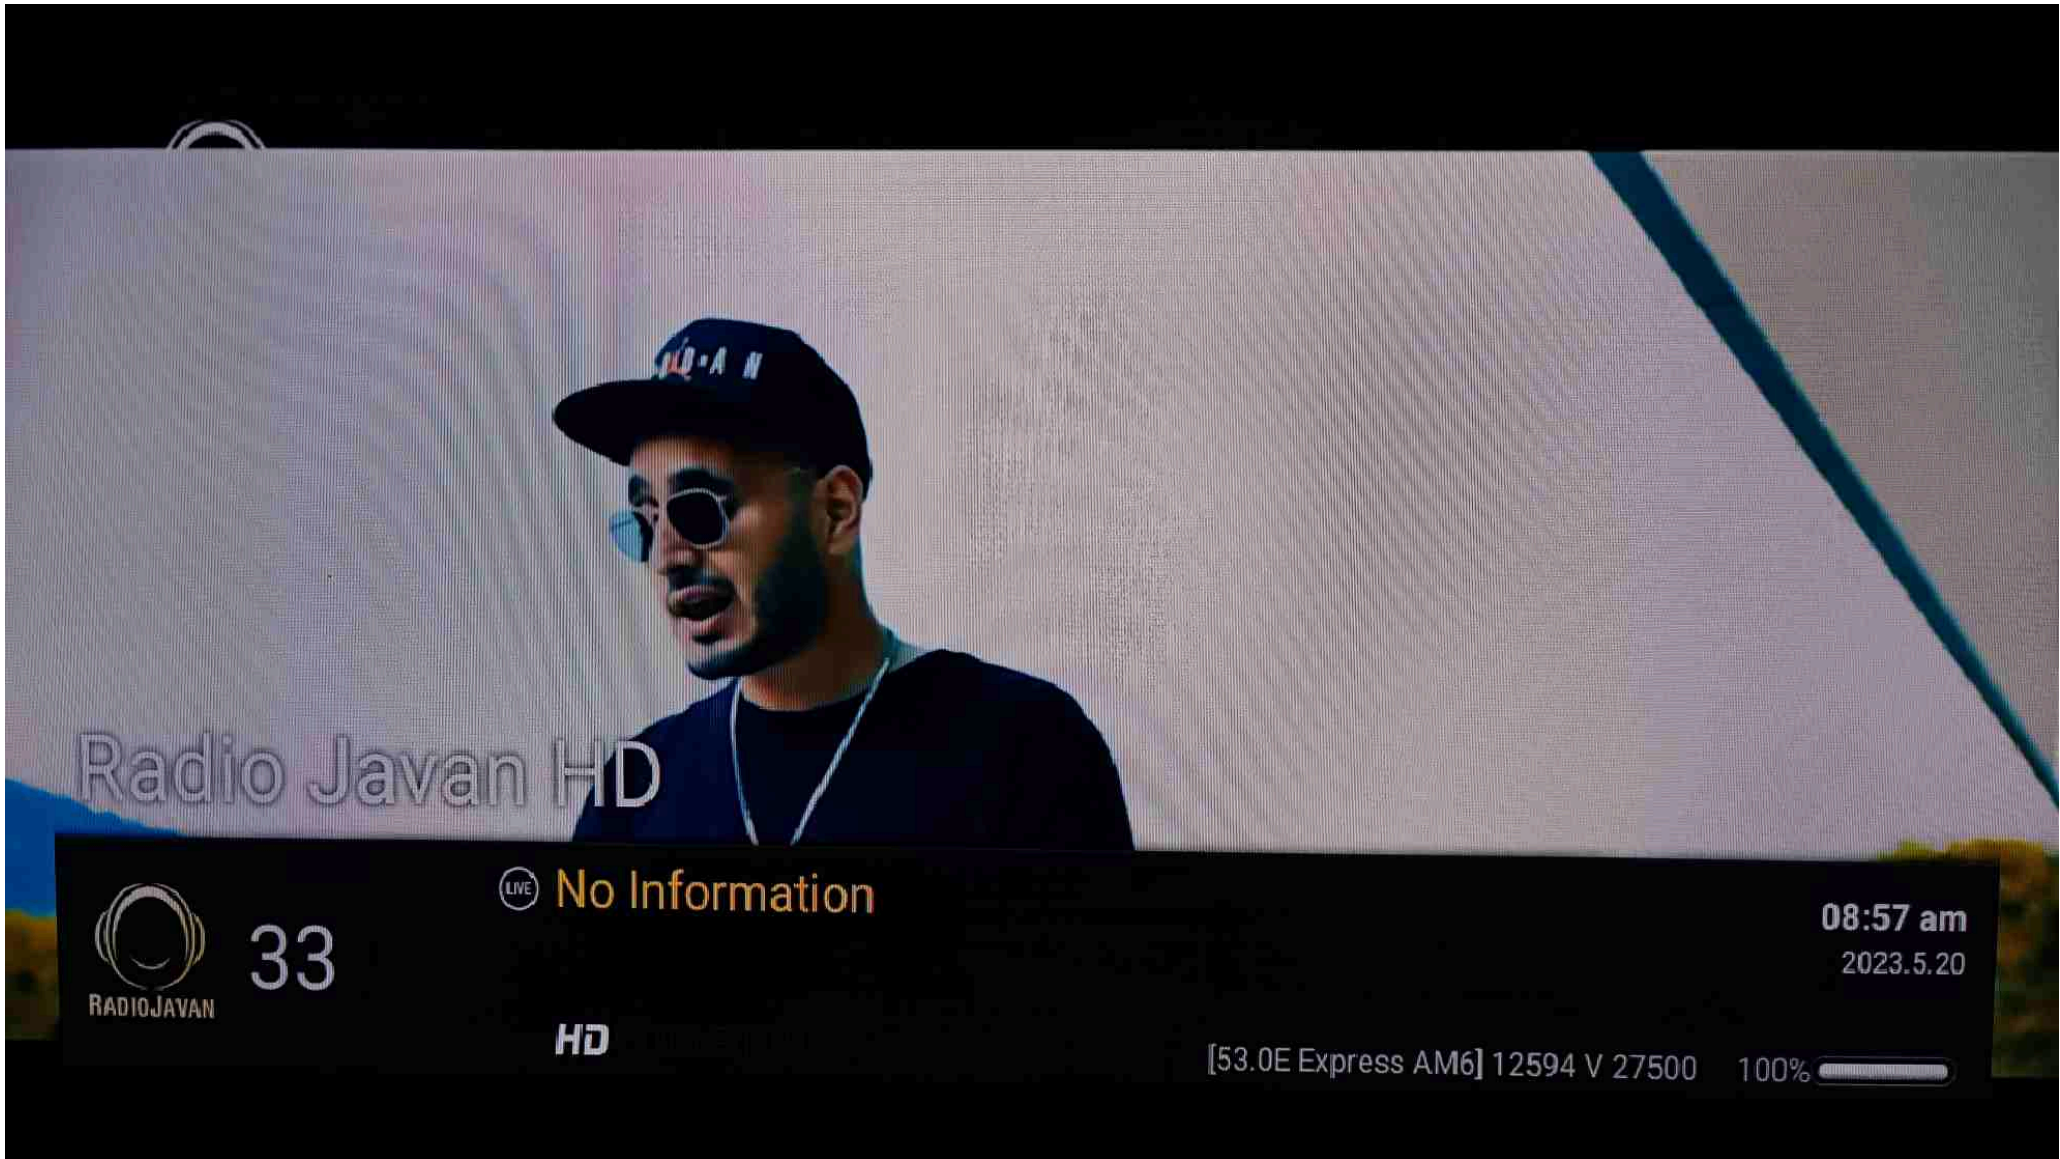 Radio Javan HD
LIVE No Information
08:57 am
33
2023.5.20
RADIOJAVAN
HD
[53.0E Express AM6] 12594 V 27500 100%